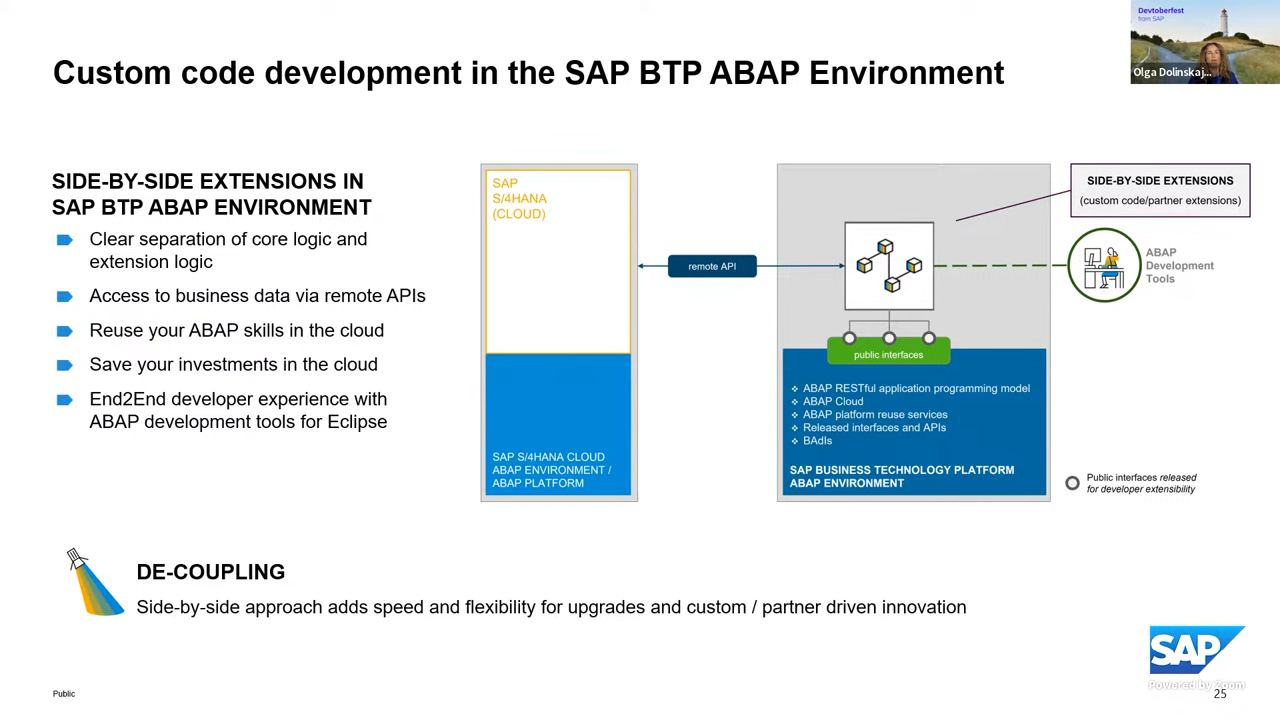 Devtoberfest
from SAP
Olga Dolinskaj...
Custom code development in the SAP BTP ABAP Environment
SIDE-BY-SIDE EXTENSIONS IN
SAP BTP ABAP ENVIRONMENT
Clear separation of core logic and
extension logic
Access to business data via remote APIs
Reuse your ABAP skills in the cloud
Save your investments in the cloud
End2End developer experience with
ABAP development tools for Eclipse
SAP
S/4HANA
(CLOUD)
SAP S/4HANA CLOUD
ABAP ENVIRONMENT /
ABAP PLATFORM
remote API
public interfaces
ABAP RESTful application programming model
ABAP Cloud
ABAP platform reuse services
Released interfaces and APIs
BAdIs
SAP BUSINESS TECHNOLOGY PLATFORM
ABAP ENVIRONMENT
SIDE-BY-SIDE EXTENSIONS
(custom code/partner extensions)
ABAP
Development
Tools
Public interfaces released
for developer extensibility
DE-COUPLING
Side-by-side approach adds speed and flexibility for upgrades and custom / partner driven innovation
SAP
Powered by Zoom
Public
25